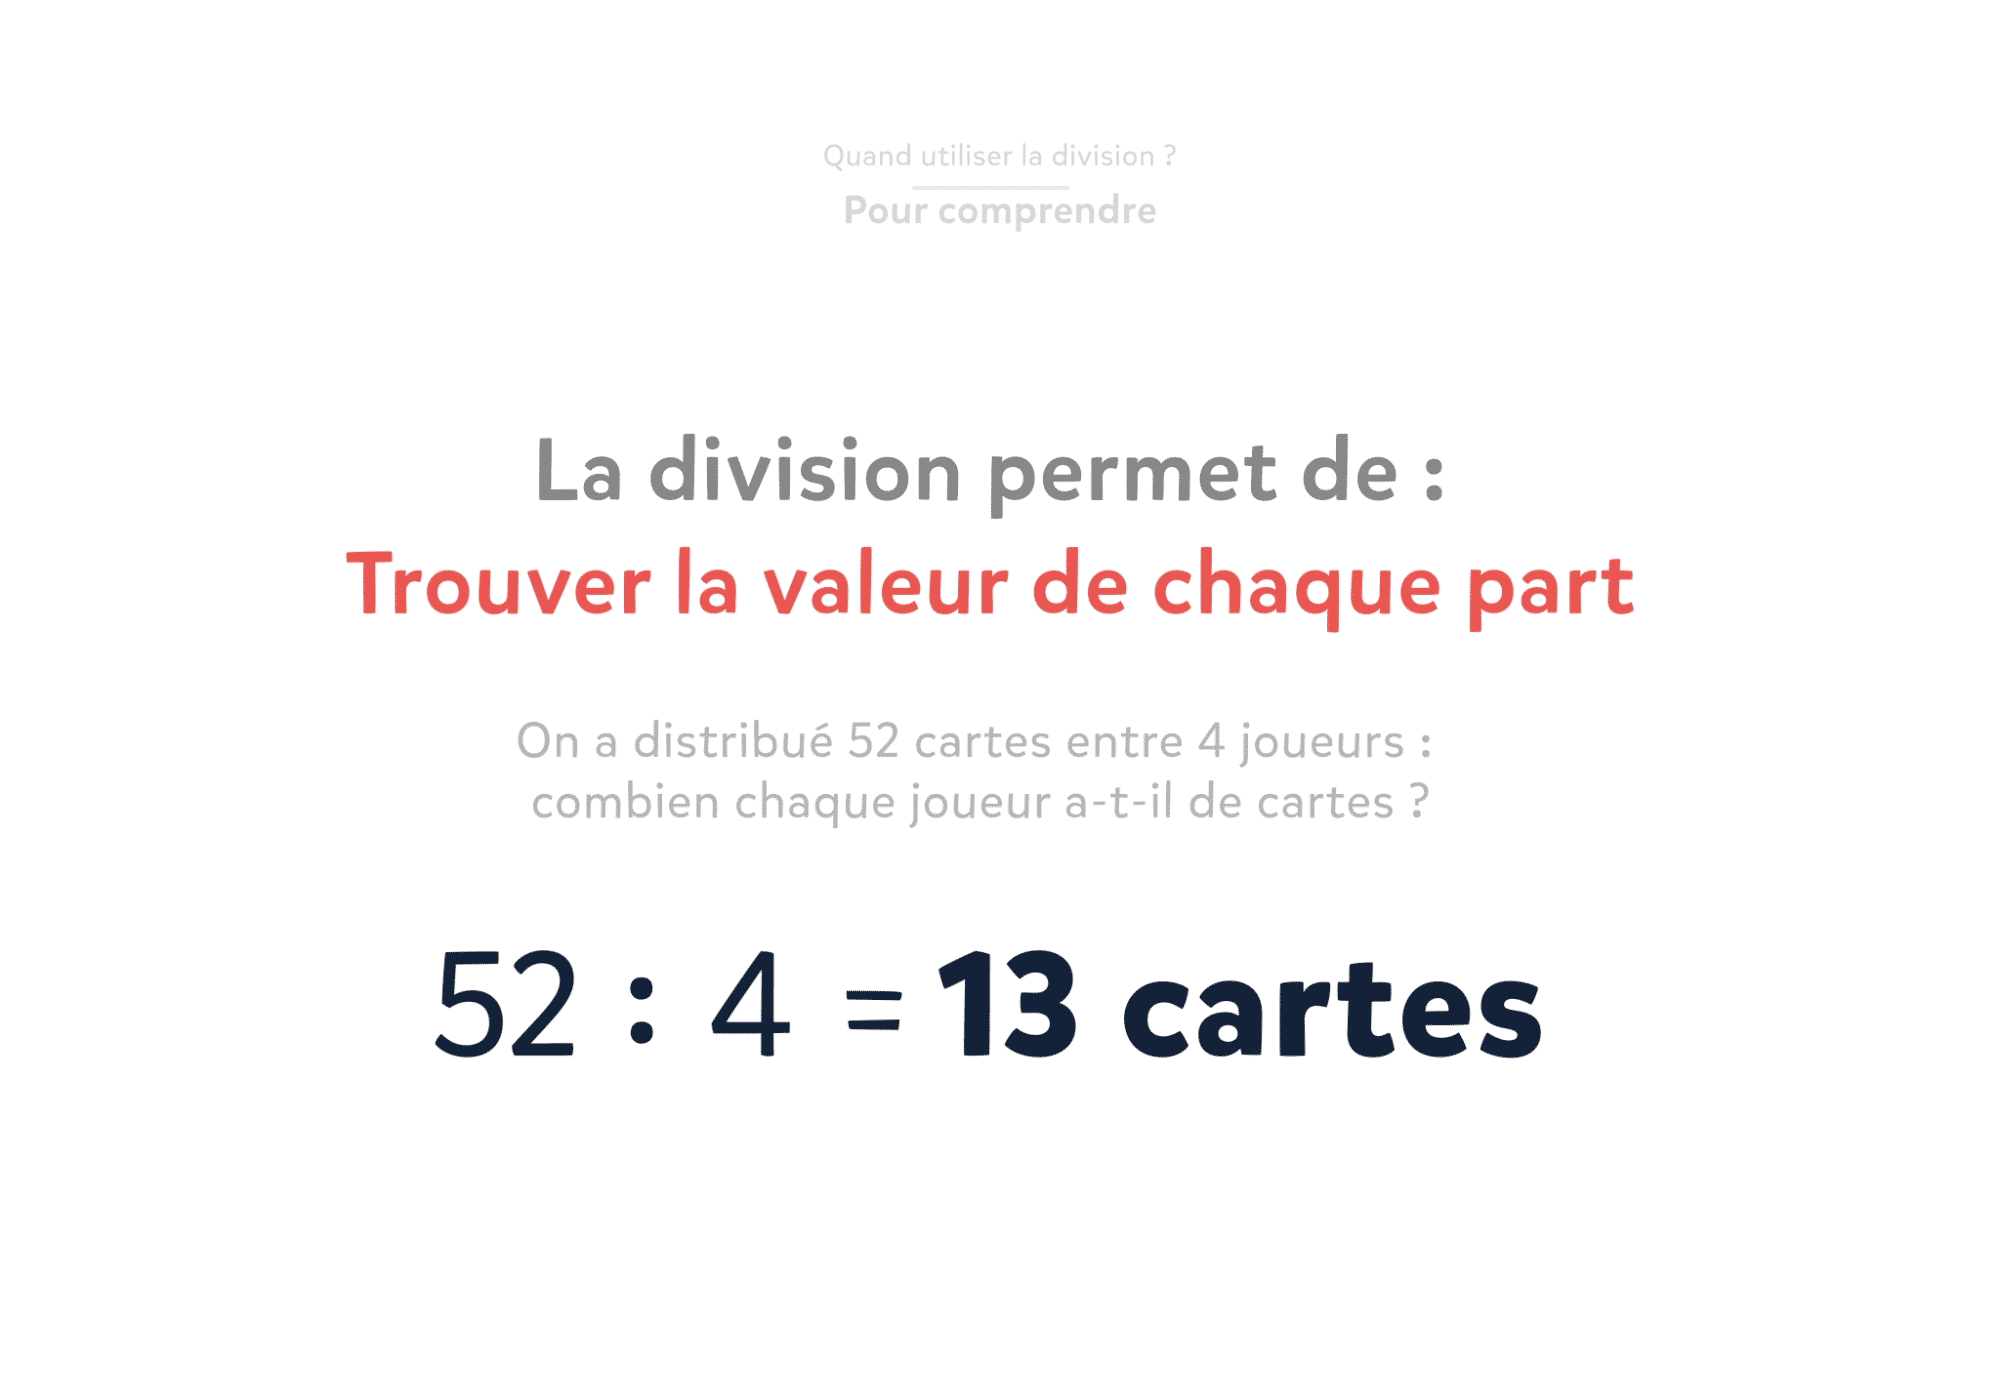 Quand utiliser la division ?
Pour comprendre
La division permet de :
Trouver la valeur de chaque part
On a distribué 52 cartes entre 4 joueurs :
combien chaque joueur a-t-il de cartes ?
52 : 4 = 13 cartes